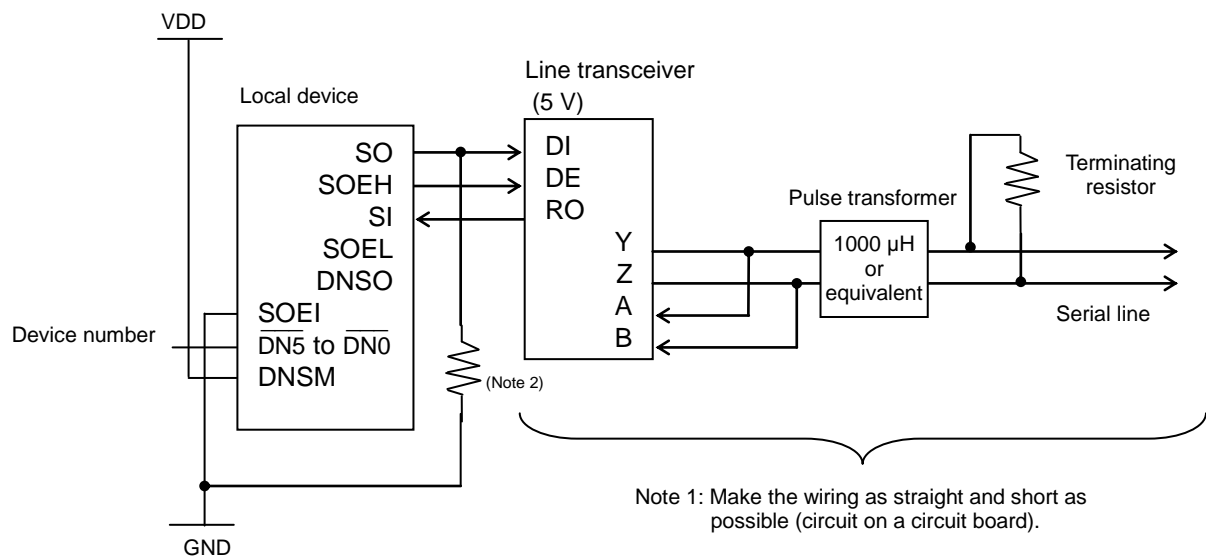 VDD
Local device
SO
SOEH
SI
SOEL
DNSO
SOEI
DN5 to DN0
DNSM
Device number
GND
(Note 2)
Line transceiver
(5 V)
DI
DE
RO
Y
Z
A
B
Pulse transformer
1000 µH
or
equivalent
Terminating
resistor
Serial line
Note 1: Make the wiring as straight and short as
possible (circuit on a circuit board).